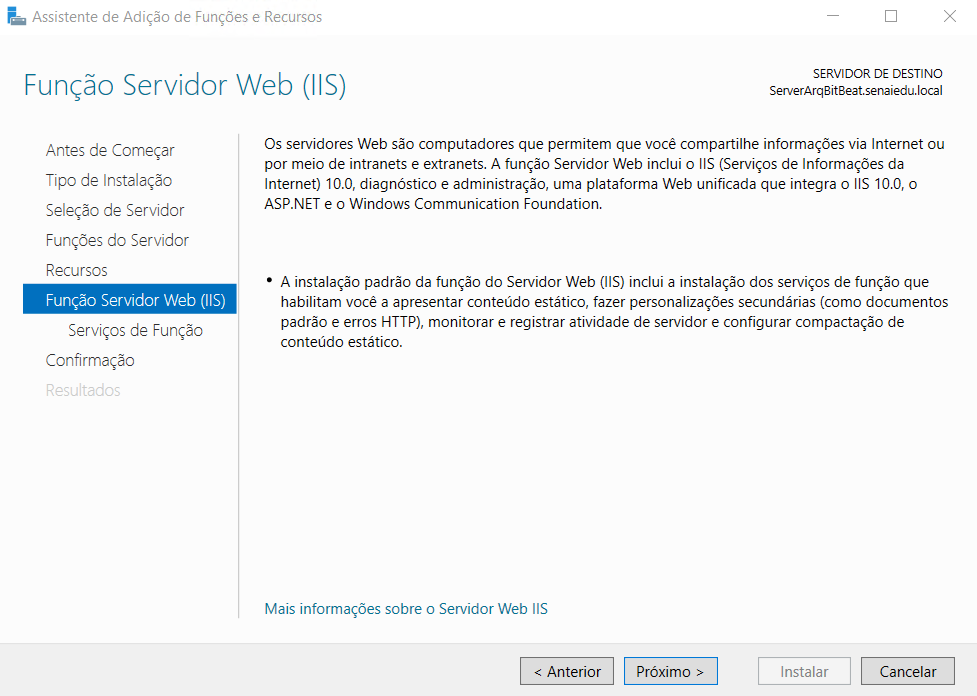 Assistente de Adição de Funções e Recursos
Função Servidor Web (IIS)
SERVIDOR DE DESTINO
ServerArqBitBeat.senaiedu.local
Antes de Começar
Tipo de Instalação
Seleção de Servidor
Funções do Servidor
Recursos
Função Servidor Web (IIS)
Serviços de Função
Confirmação
Resultados
Os servidores Web são computadores que permitem que você compartilhe informações via Internet ou
por meio de intranets e extranets. A função Servidor Web inclui o IIS (Serviços de Informações da
Internet) 10.0, diagnóstico e administração, uma plataforma Web unificada que integra o IIS 10.0, o
ASP.NET e o Windows Communication Foundation.
• A instalação padrão da função do Servidor Web (IIS) inclui a instalação dos serviços de função que
habilitam você a apresentar conteúdo estático, fazer personalizações secundárias (como documentos
padrão e erros HTTP), monitorar e registrar atividade de servidor e configurar compactação de
conteúdo estático.
Mais informações sobre o Servidor Web IIS
< Anterior
Próximo >
Instalar
Cancelar